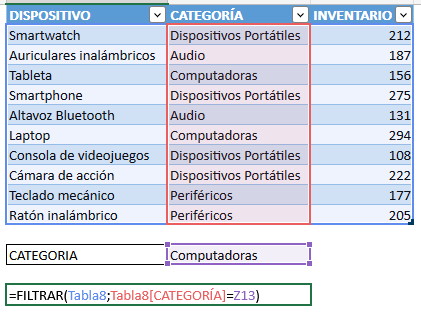 DISPOSITIVO CATEGORÍA INVENTARIO
Smartwatch Dispositivos Portátiles 212
Auriculares inalámbricos Audio 187
Tableta Computadoras 156
Smartphone Dispositivos Portátiles 275
Altavoz Bluetooth Audio 131
Laptop Computadoras 294
Consola de videojuegos Dispositivos Portátiles 108
Cámara de acción Dispositivos Portátiles 222
Teclado mecánico Periféricos 177
Ratón inalámbrico Periféricos 205
CATEGORIA Computadoras
=FILTRAR(Tabla8;Tabla8[CATEGORÍA]=Z13)